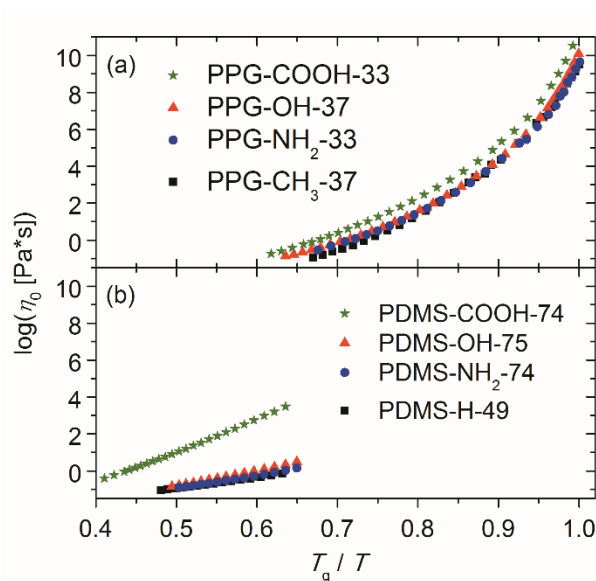 10
8
6
4
2
0
(a)
★ PPG-COOH-33
▲ PPG-OH-37
● PPG-NH₂-33
■ PPG-CH₃-37
log(η₀ [Pa*s])
10
8
6
4
2
0
(b)
★ PDMS-COOH-74
▲ PDMS-OH-75
● PDMS-NH₂-74
■ PDMS-H-49
0.4 0.5 0.6 0.7 0.8 0.9 1.0
T_g / T